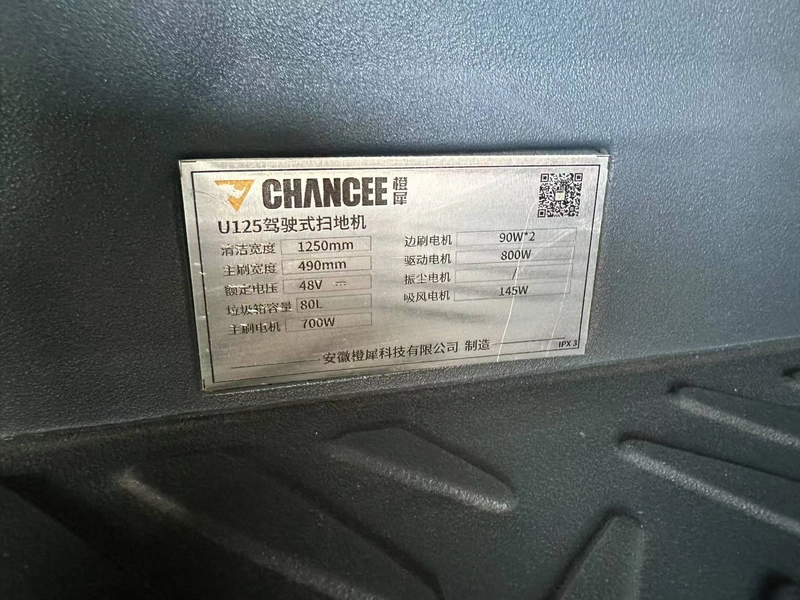 CHANCEE 橙犀
U125驾驶式扫地机
清洁宽度 1250mm
主刷宽度 490mm
额定电压 48V ⎓
垃圾箱容量 80L
主刷电机 700W
边刷电机 90W*2
驱动电机 800W
振尘电机 /
吸风电机 145W
安徽橙犀科技有限公司 制造
IPX 3